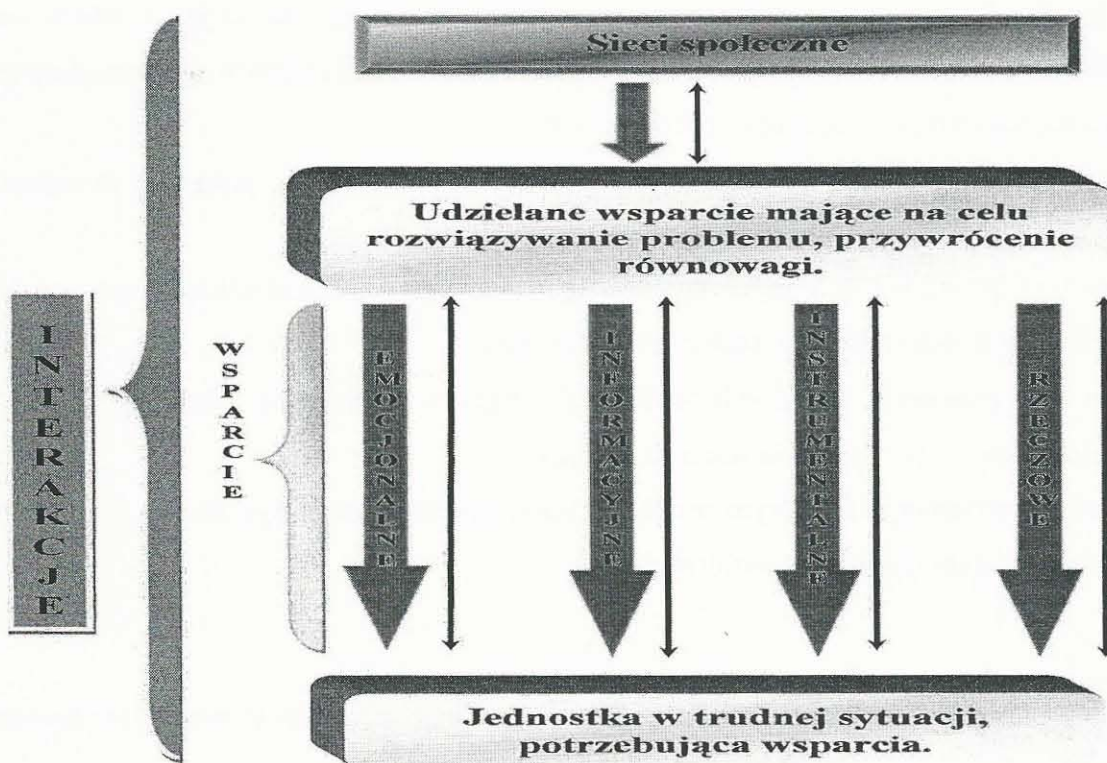 Sieci społeczne
Udzielane wsparcie mające na celu
rozwiązywanie problemu, przywrócenie
równowagi.
INTERAKCJE
WSPARCIE
EMOCJONALNE
INFORMACYJNE
INSTRUMENTALNE
RZECZOWE
Jednostka w trudnej sytuacji,
potrzebująca wsparcia.